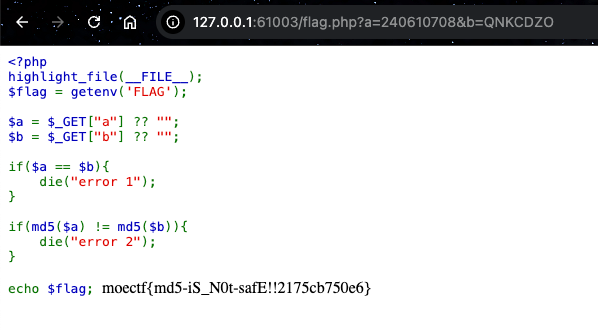 127.0.0.1:61003/flag.php?a=240610708&b=QNKCDZO
<?php
highlight_file(__FILE__);
$flag = getenv('FLAG');
$a = $_GET["a"] ?? "";
$b = $_GET["b"] ?? "";
if($a == $b){
    die("error 1");
}
if(md5($a) != md5($b)){
    die("error 2");
}
echo $flag; moectf{md5-iS_N0t-safE!!2175cb750e6}